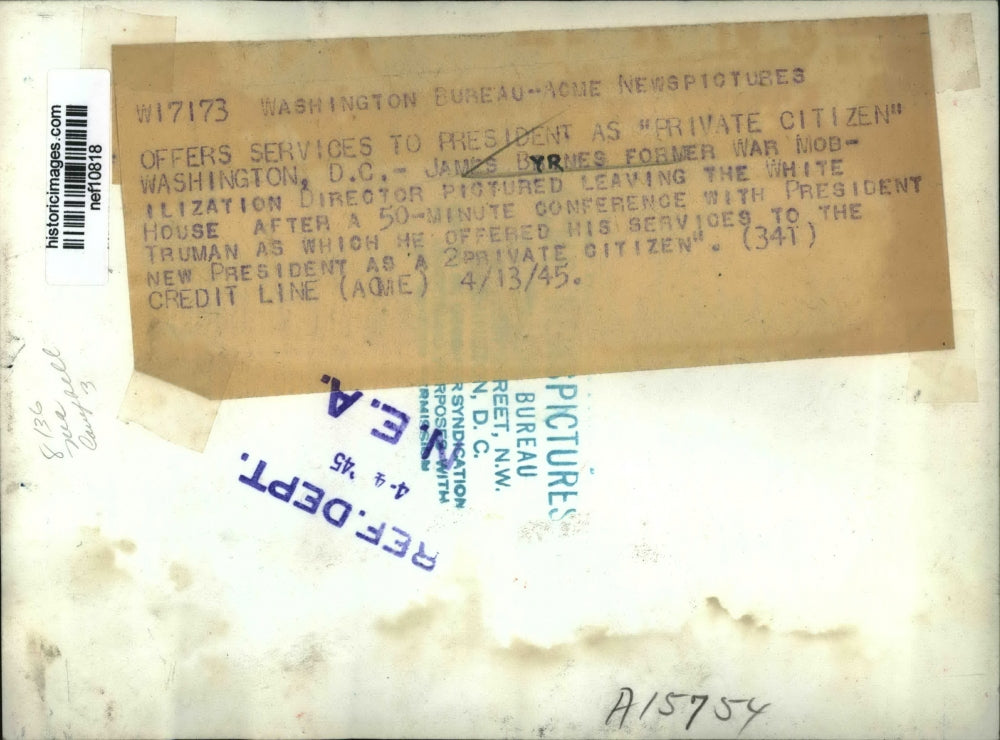 W17173 WASHINGTON BUREAU--ACME NEWSPICTURES
OFFERS SERVICES TO PRESIDENT AS "PRIVATE CITIZEN"
WASHINGTON, D.C.- JAMES BYRNES FORMER WAR MOB-
ILIZATION DIRECTOR PICTURED LEAVING THE WHITE
HOUSE AFTER A 50-MINUTE CONFERENCE WITH PRESIDENT
TRUMAN AS WHICH HE OFFERED HIS SERVICES TO THE
NEW PRESIDENT AS A 2PRIVATE CITIZEN". (341)
CREDIT LINE (ACME) 4/13/45.
historicimages.com
nef10818
8136
N.E.A.
4-4 '45
REF. DEPT.
PICTURES
BUREAU
REET, N.W.
N, D. C.
R SYNDICATION
RPOSES WITH
RMISSION
A15754